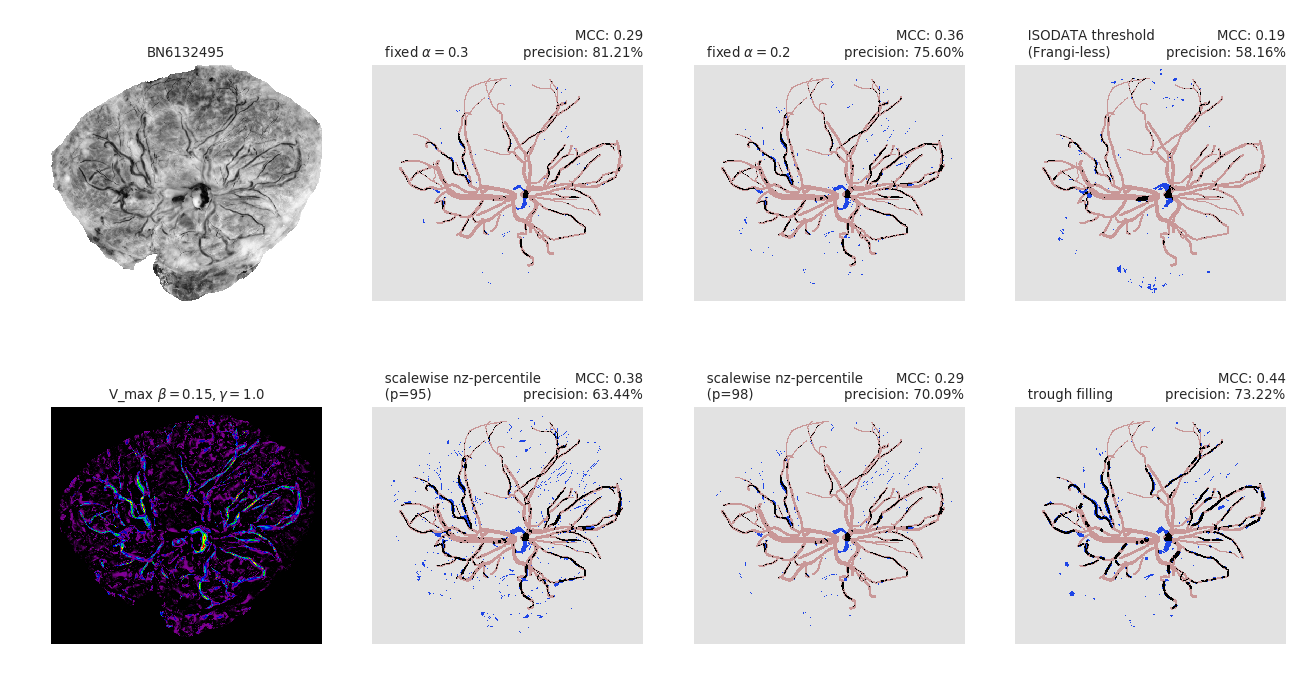 BN6132495
fixed α = 0.3
MCC: 0.29
precision: 81.21%
fixed α = 0.2
MCC: 0.36
precision: 75.60%
ISODATA threshold
(Frangi-less)
MCC: 0.19
precision: 58.16%
V_max β = 0.15, γ = 1.0
scalewise nz-percentile
(p=95)
MCC: 0.38
precision: 63.44%
scalewise nz-percentile
(p=98)
MCC: 0.29
precision: 70.09%
trough filling
MCC: 0.44
precision: 73.22%